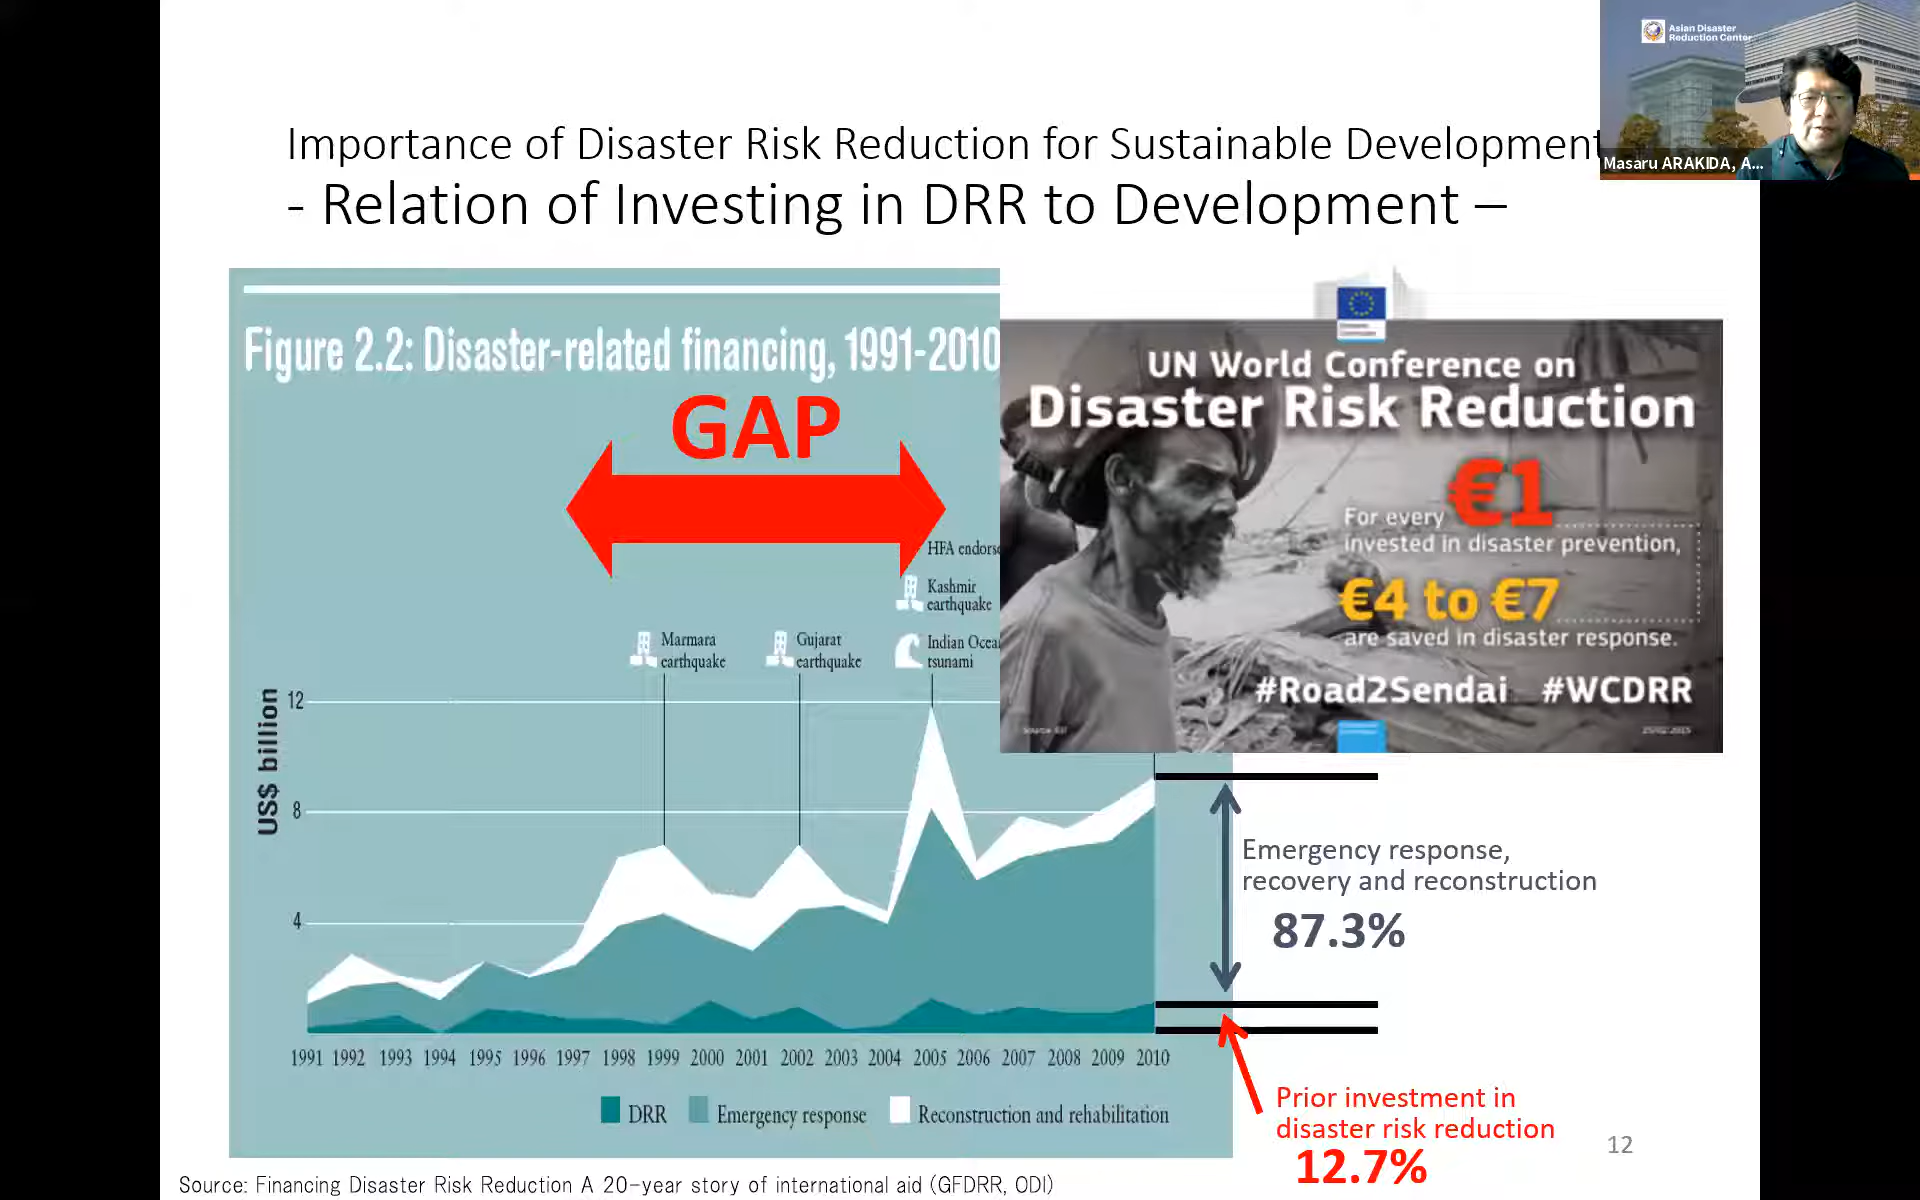 Asian Disaster
Reduction Center
Masaru ARAKIDA, A...
Importance of Disaster Risk Reduction for Sustainable Development
- Relation of Investing in DRR to Development –
Figure 2.2: Disaster-related financing, 1991-2010
GAP
HFA endorse
Kashmir
earthquake
Marmara
earthquake
Gujarat
earthquake
Indian Ocea
tsunami
US$ billion
12
8
4
1991 1992 1993 1994 1995 1996 1997 1998 1999 2000 2001 2002 2003 2004 2005 2006 2007 2008 2009 2010
DRR Emergency response Reconstruction and rehabilitation
UN World Conference on
Disaster Risk Reduction
For every €1
invested in disaster prevention,
€4 to €7
are saved in disaster response.
#Road2Sendai #WCDRR
Emergency response,
recovery and reconstruction
87.3%
Prior investment in
disaster risk reduction
12.7%
12
Source: Financing Disaster Risk Reduction A 20-year story of international aid (GFDRR, ODI)